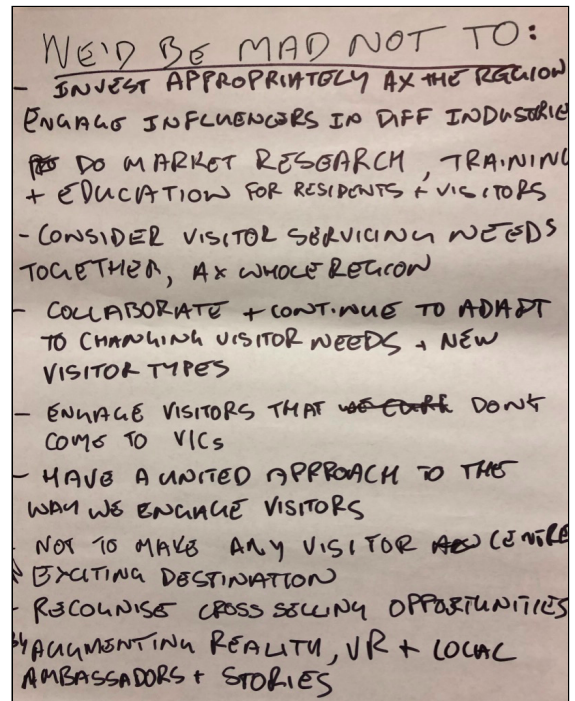 WE'D BE MAD NOT TO:
- INVEST APPROPRIATELY AX THE REGION
ENGAGE INFLUENCERS IN DIFF INDUSTRIE
DO MARKET RESEARCH, TRAINING
+ EDUCATION FOR RESIDENTS + VISITORS
- CONSIDER VISITOR SERVICING NEEDS
TOGETHER, AX WHOLE REGION
- COLLABORATE + CONTINUE TO ADAPT
TO CHANGING VISITOR NEEDS + NEW
VISITOR TYPES
- ENGAGE VISITORS THAT DONT
COME TO VICs
- HAVE A UNITED APPROACH TO THE
WAY WE ENGAGE VISITORS
- NOT TO MAKE ANY VISITOR CENTRE
EXCITING DESTINATION
- RECOGNISE CROSS SELLING OPPORTUNITIES
BY AUGMENTING REALITY, VR + LOCAL
AMBASSADORS + STORIES